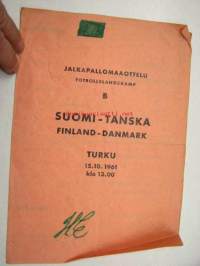 JALKAPALLOMAAOTTELU
FOTBOLLSLANDSKAMP
B
SUOMI-TANSKA
FINLAND-DANMARK
TURKU
15.10.1961
klo 13.00